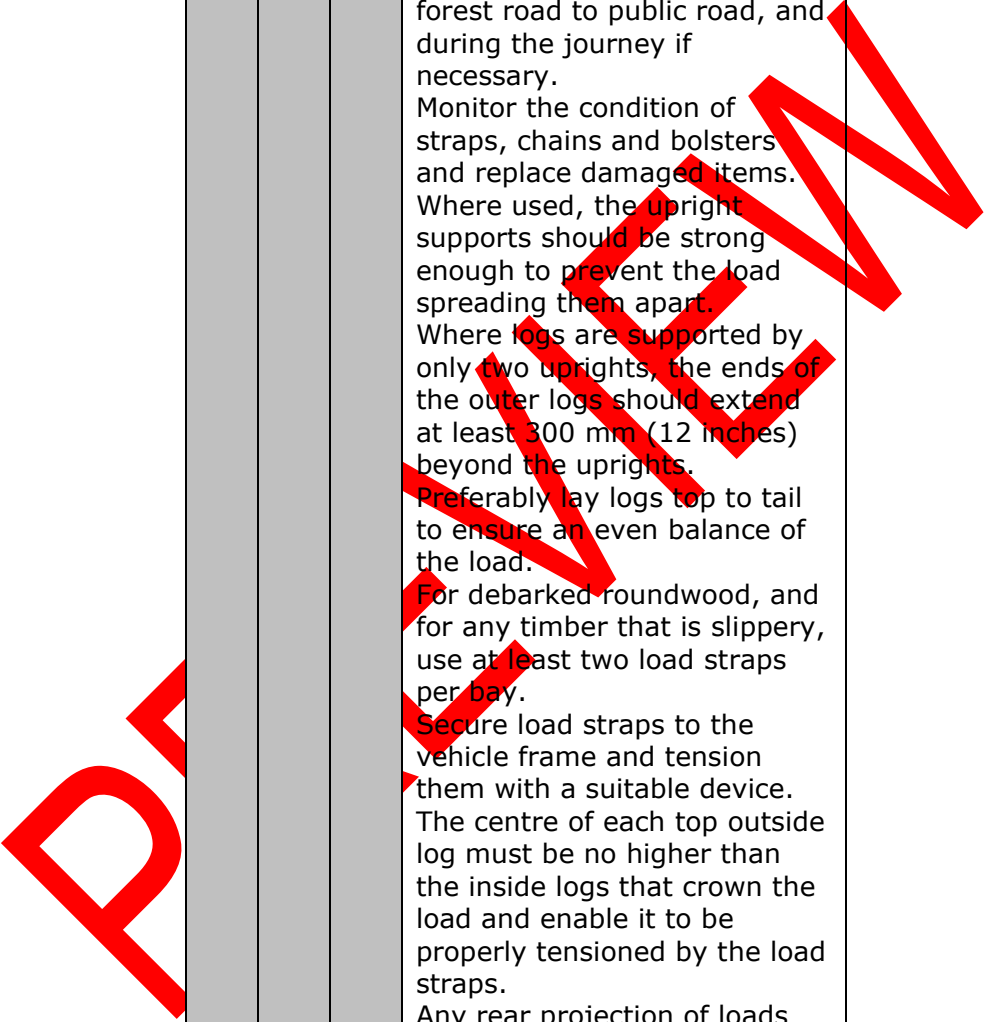 forest road to public road, and
during the journey if
necessary.
Monitor the condition of
straps, chains and bolsters
and replace damaged items.
Where used, the upright
supports should be strong
enough to prevent the load
spreading them apart.
Where logs are supported by
only two uprights, the ends of
the outer logs should extend
at least 300 mm (12 inches)
beyond the uprights.
Preferably lay logs top to tail
to ensure an even balance of
the load.
For debarked roundwood, and
for any timber that is slippery,
use at least two load straps
per bay.
Secure load straps to the
vehicle frame and tension
them with a suitable device.
The centre of each top outside
log must be no higher than
the inside logs that crown the
load and enable it to be
properly tensioned by the load
straps.
Any rear projection of loads
PREVIEW